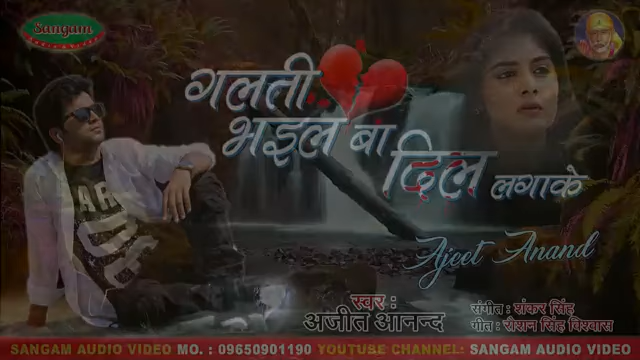 Sangam
गलती
भइल बा
दिल लगाके
Ajeet Anand
स्वर :
अजीत आनन्द
संगीत : शंकर सिंह
गीत : रौशन सिंह विश्वास
SANGAM AUDIO VIDEO MO. : 09650901190 YOUTUBE CHANNEL: SANGAM AUDIO VIDEO